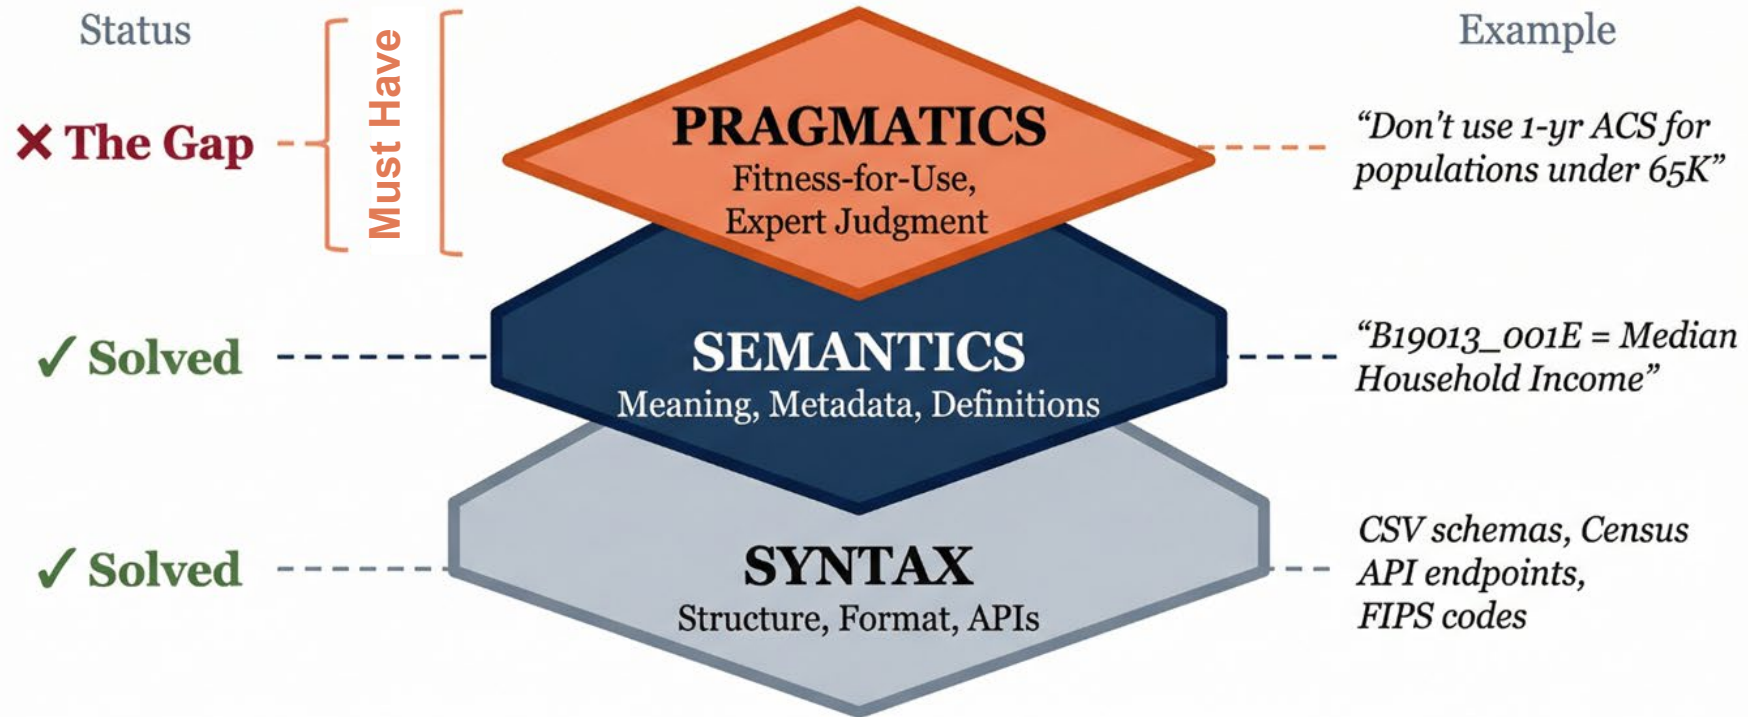 Status
Example
Must Have
✗ The Gap
PRAGMATICS
Fitness-for-Use,
Expert Judgment
“Don’t use 1-yr ACS for
populations under 65K”
✓ Solved
SEMANTICS
Meaning, Metadata, Definitions
“B19013_001E = Median
Household Income”
✓ Solved
SYNTAX
Structure, Format, APIs
CSV schemas, Census
API endpoints,
FIPS codes